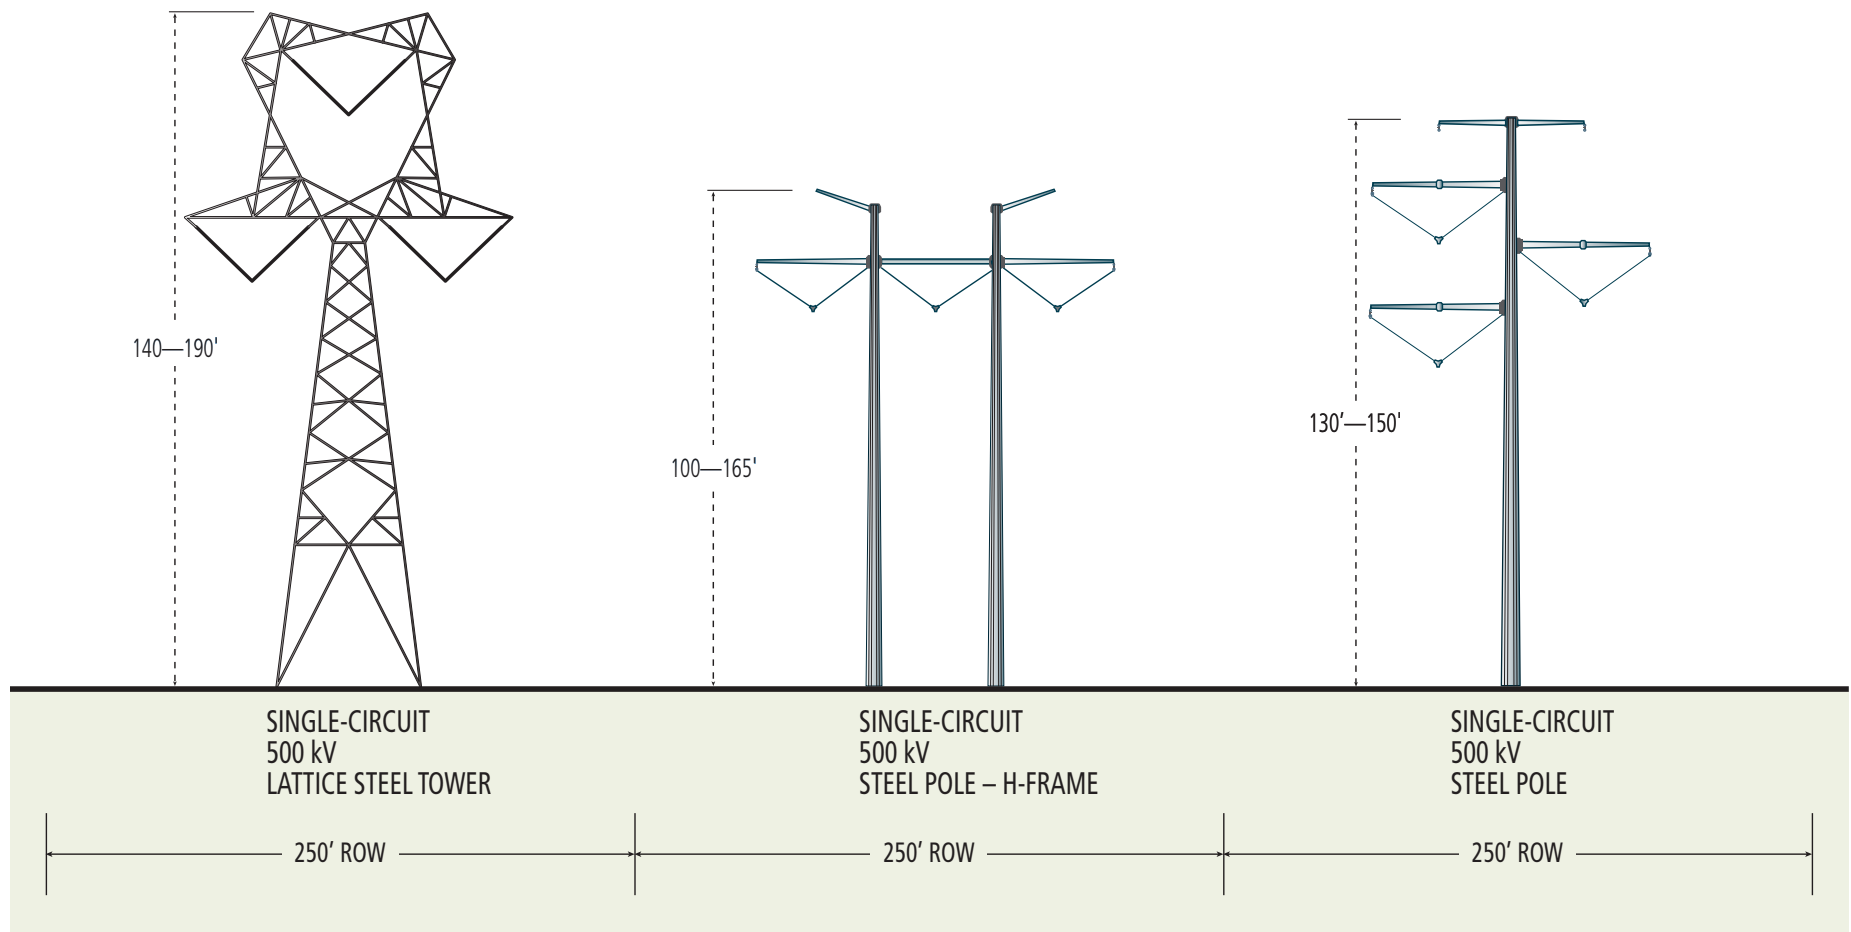 140—190'
100—165'
130’—150'
SINGLE-CIRCUIT
500 kV
LATTICE STEEL TOWER
SINGLE-CIRCUIT
500 kV
STEEL POLE – H-FRAME
SINGLE-CIRCUIT
500 kV
STEEL POLE
250’ ROW
250’ ROW
250’ ROW